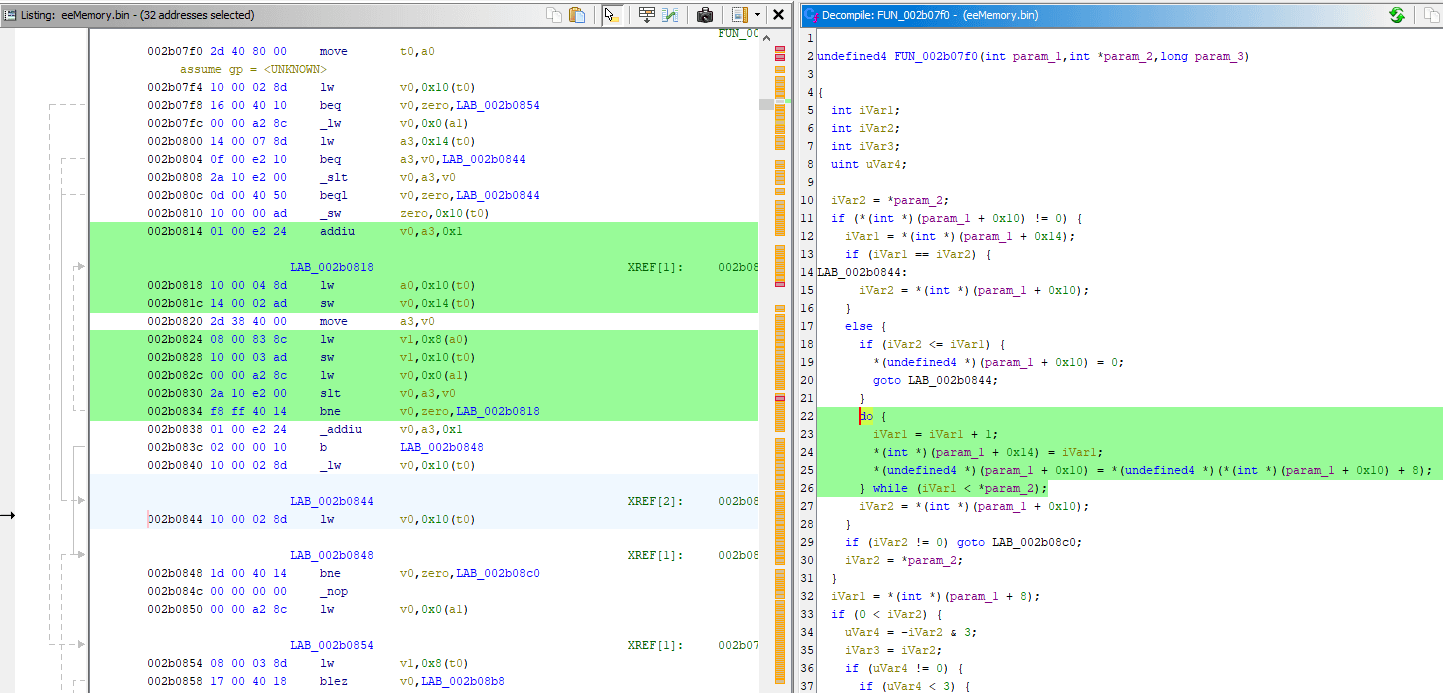 Listing: eeMemory.bin - (32 addresses selected)
FUN_00
002b07f0 2d 40 80 00 move t0,a0
assume gp = <UNKNOWN>
002b07f4 10 00 02 8d lw v0,0x10(t0)
002b07f8 16 00 40 10 beq v0,zero,LAB_002b0854
002b07fc 00 00 a2 8c _lw v0,0x0(a1)
002b0800 14 00 07 8d lw a3,0x14(t0)
002b0804 0f 00 e2 10 beq a3,v0,LAB_002b0844
002b0808 2a 10 e2 00 _slt v0,a3,v0
002b080c 0d 00 40 50 beql v0,zero,LAB_002b0844
002b0810 10 00 00 ad _sw zero,0x10(t0)
002b0814 01 00 e2 24 addiu v0,a3,0x1
LAB_002b0818 XREF[1]: 002b08
002b0818 10 00 04 8d lw a0,0x10(t0)
002b081c 14 00 02 ad sw v0,0x14(t0)
002b0820 2d 38 40 00 move a3,v0
002b0824 08 00 83 8c lw v1,0x8(a0)
002b0828 10 00 03 ad sw v1,0x10(t0)
002b082c 00 00 a2 8c lw v0,0x0(a1)
002b0830 2a 10 e2 00 slt v0,a3,v0
002b0834 f8 ff 40 14 bne v0,zero,LAB_002b0818
002b0838 01 00 e2 24 _addiu v0,a3,0x1
002b083c 02 00 00 10 b LAB_002b0848
002b0840 10 00 02 8d _lw v0,0x10(t0)
LAB_002b0844 XREF[2]: 002b08
002b0844 10 00 02 8d lw v0,0x10(t0)
LAB_002b0848 XREF[1]: 002b08
002b0848 1d 00 40 14 bne v0,zero,LAB_002b08c0
002b084c 00 00 00 00 _nop
002b0850 00 00 a2 8c lw v0,0x0(a1)
LAB_002b0854 XREF[1]: 002b07
002b0854 08 00 03 8d lw v1,0x8(t0)
002b0858 17 00 40 18 blez v0,LAB_002b08b8
Decompile: FUN_002b07f0 - (eeMemory.bin)
1
2 undefined4 FUN_002b07f0(int param_1,int *param_2,long param_3)
3
4 {
5 int iVar1;
6 int iVar2;
7 int iVar3;
8 uint uVar4;
9
10 iVar2 = *param_2;
11 if (*(int *)(param_1 + 0x10) != 0) {
12 iVar1 = *(int *)(param_1 + 0x14);
13 if (iVar1 == iVar2) {
14 LAB_002b0844:
15 iVar2 = *(int *)(param_1 + 0x10);
16 }
17 else {
18 if (iVar2 <= iVar1) {
19 *(undefined4 *)(param_1 + 0x10) = 0;
20 goto LAB_002b0844;
21 }
22 do {
23 iVar1 = iVar1 + 1;
24 *(int *)(param_1 + 0x14) = iVar1;
25 *(undefined4 *)(param_1 + 0x10) = *(undefined4 *)(*(int *)(param_1 + 0x10) + 8);
26 } while (iVar1 < *param_2);
27 iVar2 = *(int *)(param_1 + 0x10);
28 }
29 if (iVar2 != 0) goto LAB_002b08c0;
30 iVar2 = *param_2;
31 }
32 iVar1 = *(int *)(param_1 + 8);
33 if (0 < iVar2) {
34 uVar4 = -iVar2 & 3;
35 iVar3 = iVar2;
36 if (uVar4 != 0) {
37 if (uVar4 < 3) {